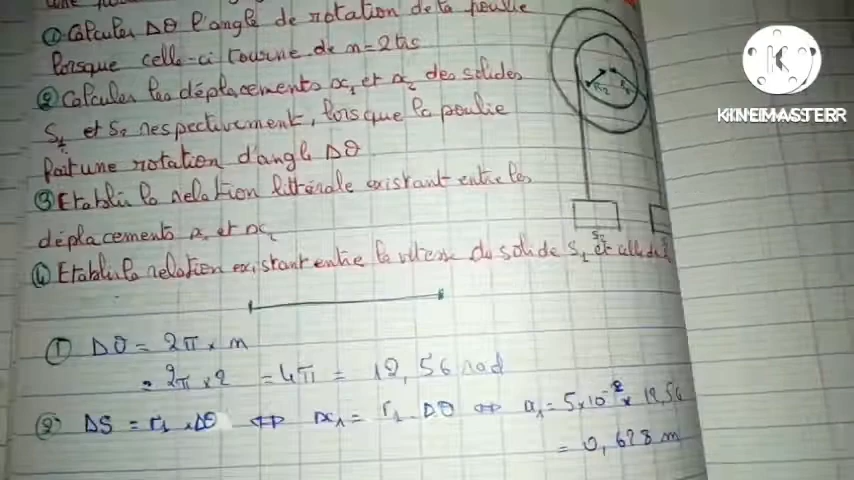 ① Calculer Δθ l'angle de rotation de la poulie
lorsque celle-ci tourne de n = 2 trs
② Calculer les déplacements x₁ et x₂ des solides
S₁ et S₂ respectivement, lorsque la poulie
fait une rotation d'angle Δθ
③ Etablir la relation littérale existant entre les
déplacements x₁ et x₂
④ Etablir la relation existant entre la vitesse du solide S₁ et celle de
R₂
S₂
K
KINEMASTER
① Δθ = 2π × n
= 2π × 2 = 4π = 12,56 rad
② ΔS = r₁ × Δθ ⇔ x₁ = r₁ . Δθ ⇔ x₁ = 5×10⁻² × 12,56
= 0,628 m